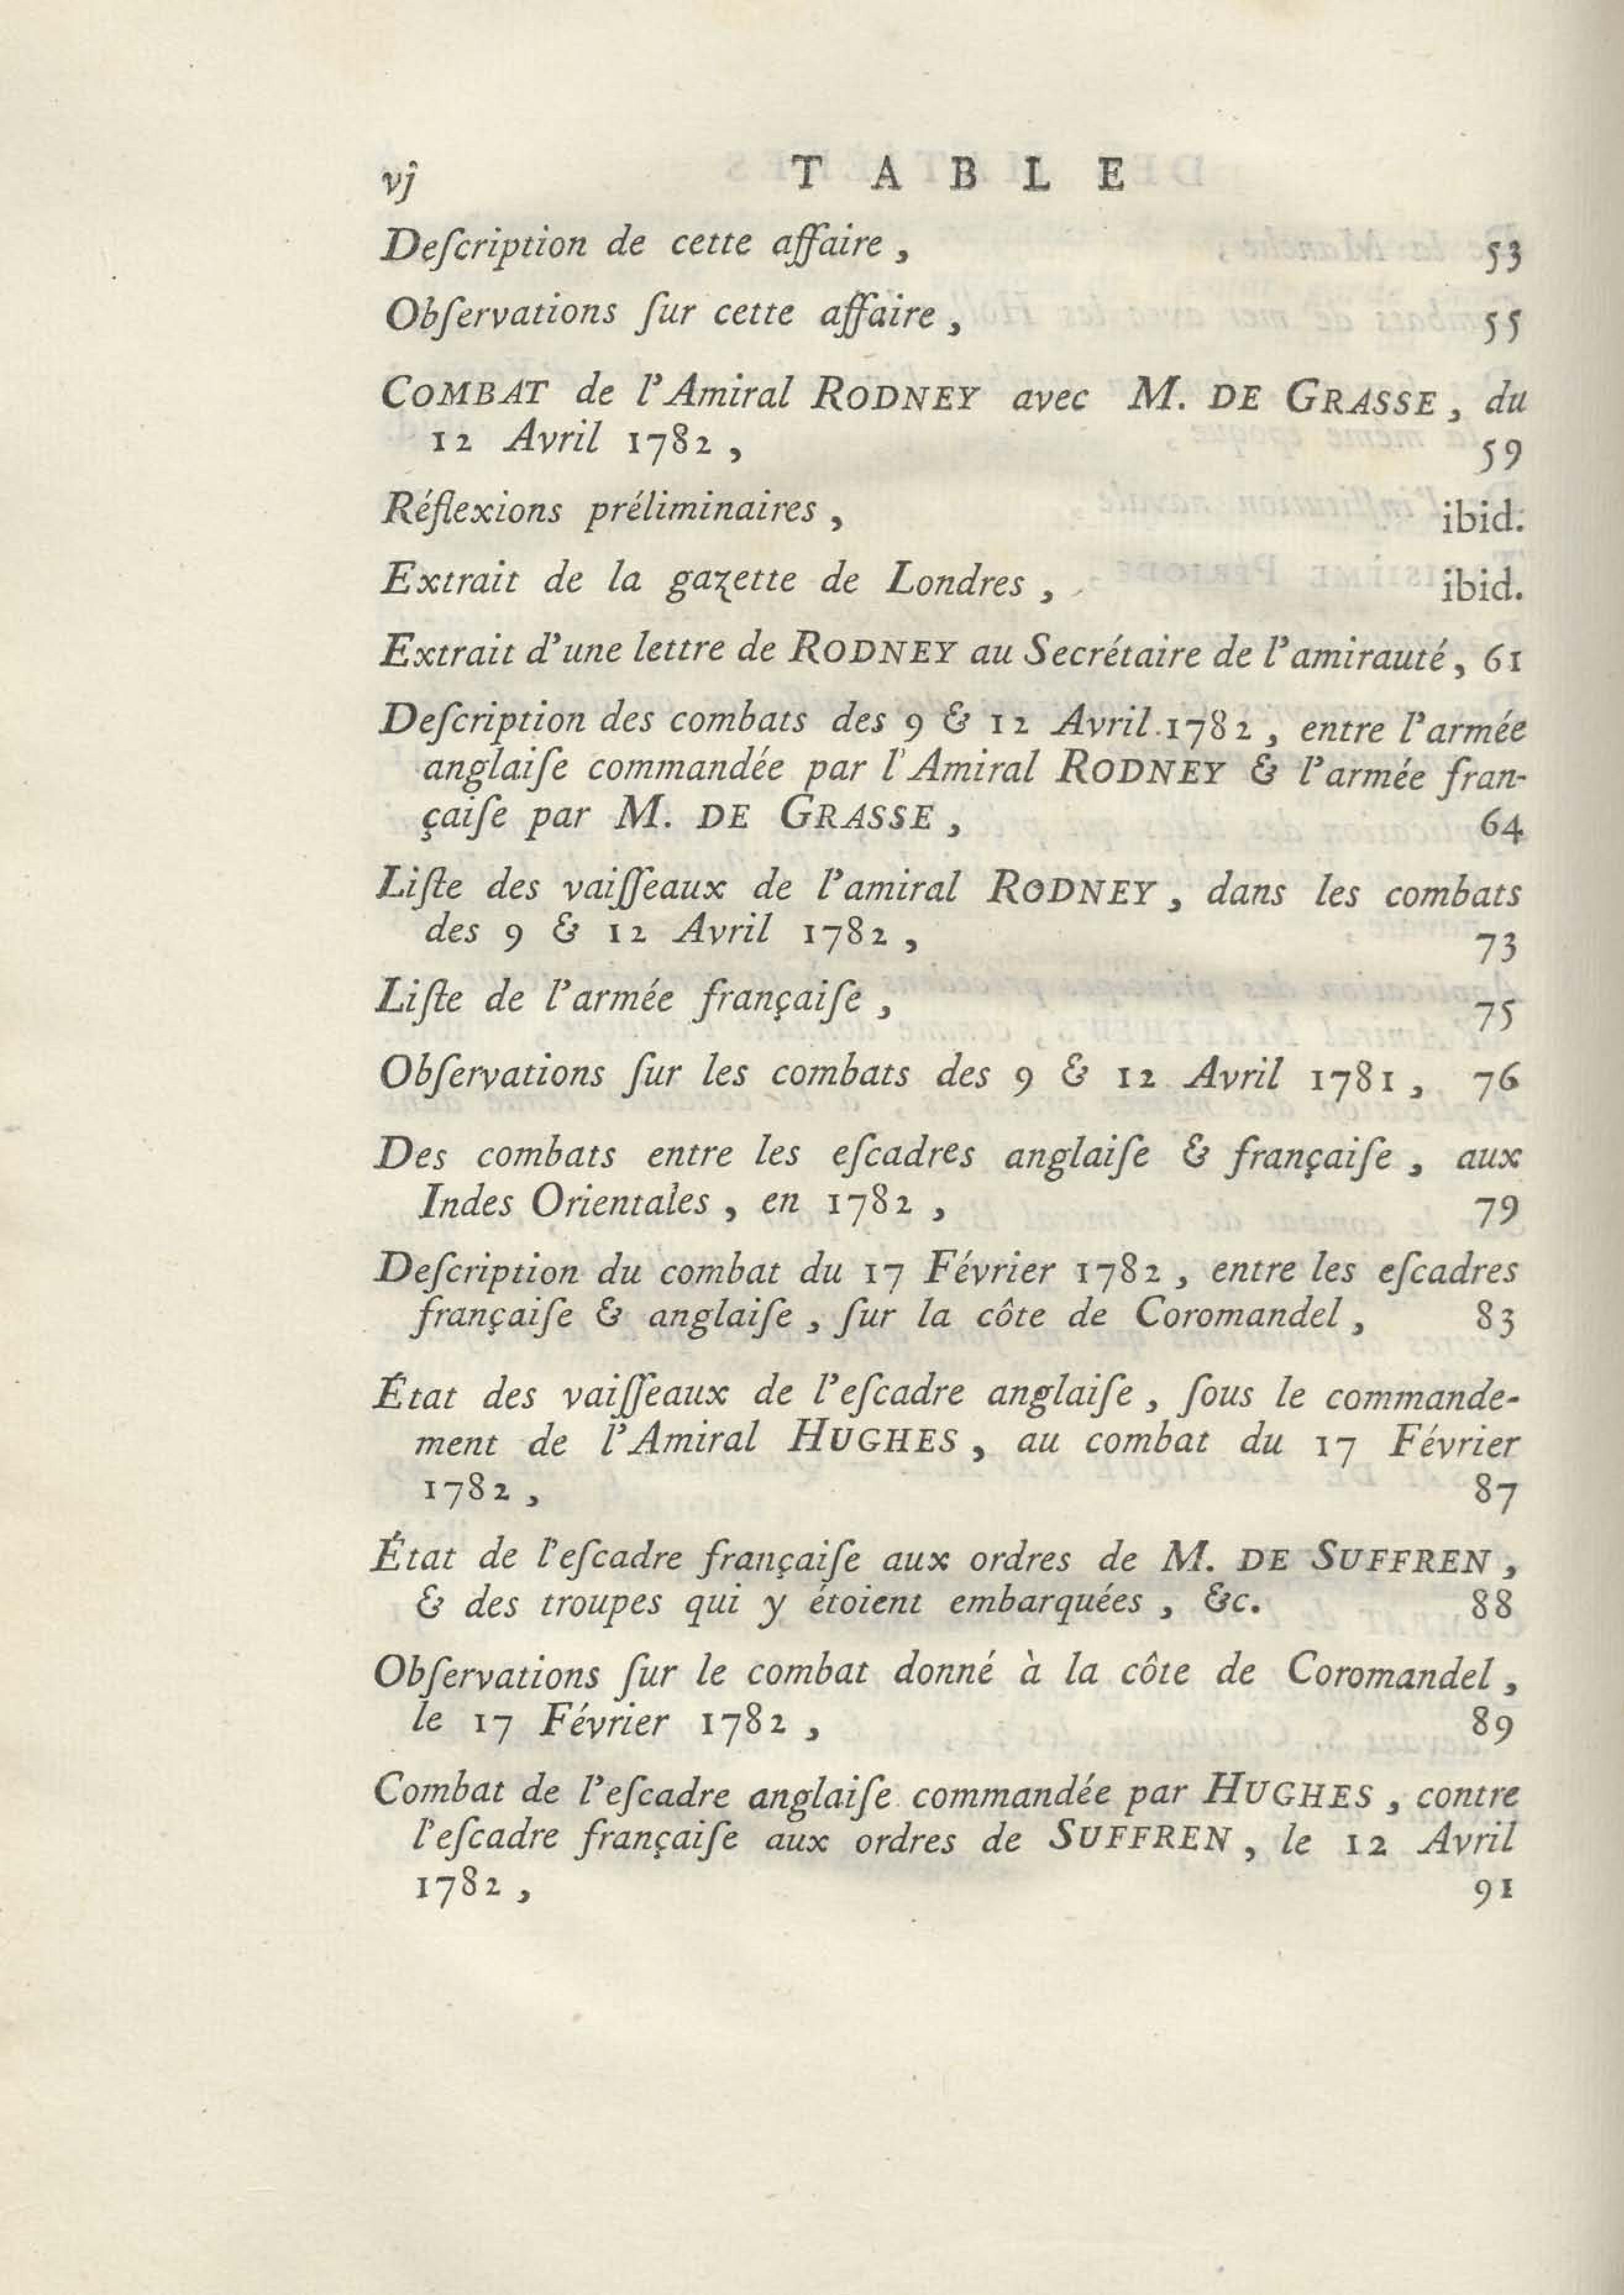 vj T A B L E
Deſcription de cette affaire, 53
Obſervations ſur cette affaire, 55
COMBAT de l'Amiral RODNEY avec M. DE GRASSE, du
12 Avril 1782, 59
Réflexions préliminaires, ibid.
Extrait de la gazette de Londres, ibid.
Extrait d'une lettre de RODNEY au Secrétaire de l'amirauté, 61
Deſcription des combats des 9 & 12 Avril 1782, entre l'armée
anglaiſe commandée par l'Amiral RODNEY & l'armée fran-
çaiſe par M. DE GRASSE, 64
Liſte des vaiſſeaux de l'amiral RODNEY, dans les combats
des 9 & 12 Avril 1782, 73
Liſte de l'armée françaiſe, 75
Obſervations ſur les combats des 9 & 12 Avril 1781, 76
Des combats entre les eſcadres anglaiſe & françaiſe, aux
Indes Orientales, en 1782, 79
Deſcription du combat du 17 Février 1782, entre les eſcadres
françaiſe & anglaiſe, ſur la côte de Coromandel, 83
État des vaiſſeaux de l'eſcadre anglaiſe, ſous le commande-
ment de l'Amiral HUGHES, au combat du 17 Février
1782, 87
État de l'eſcadre françaiſe aux ordres de M. DE SUFFREN,
& des troupes qui y étoient embarquées, &c. 88
Obſervations ſur le combat donné à la côte de Coromandel,
le 17 Février 1782, 89
Combat de l'eſcadre anglaiſe commandée par HUGHES, contre
l'eſcadre françaiſe aux ordres de SUFFREN, le 12 Avril
1782, 91